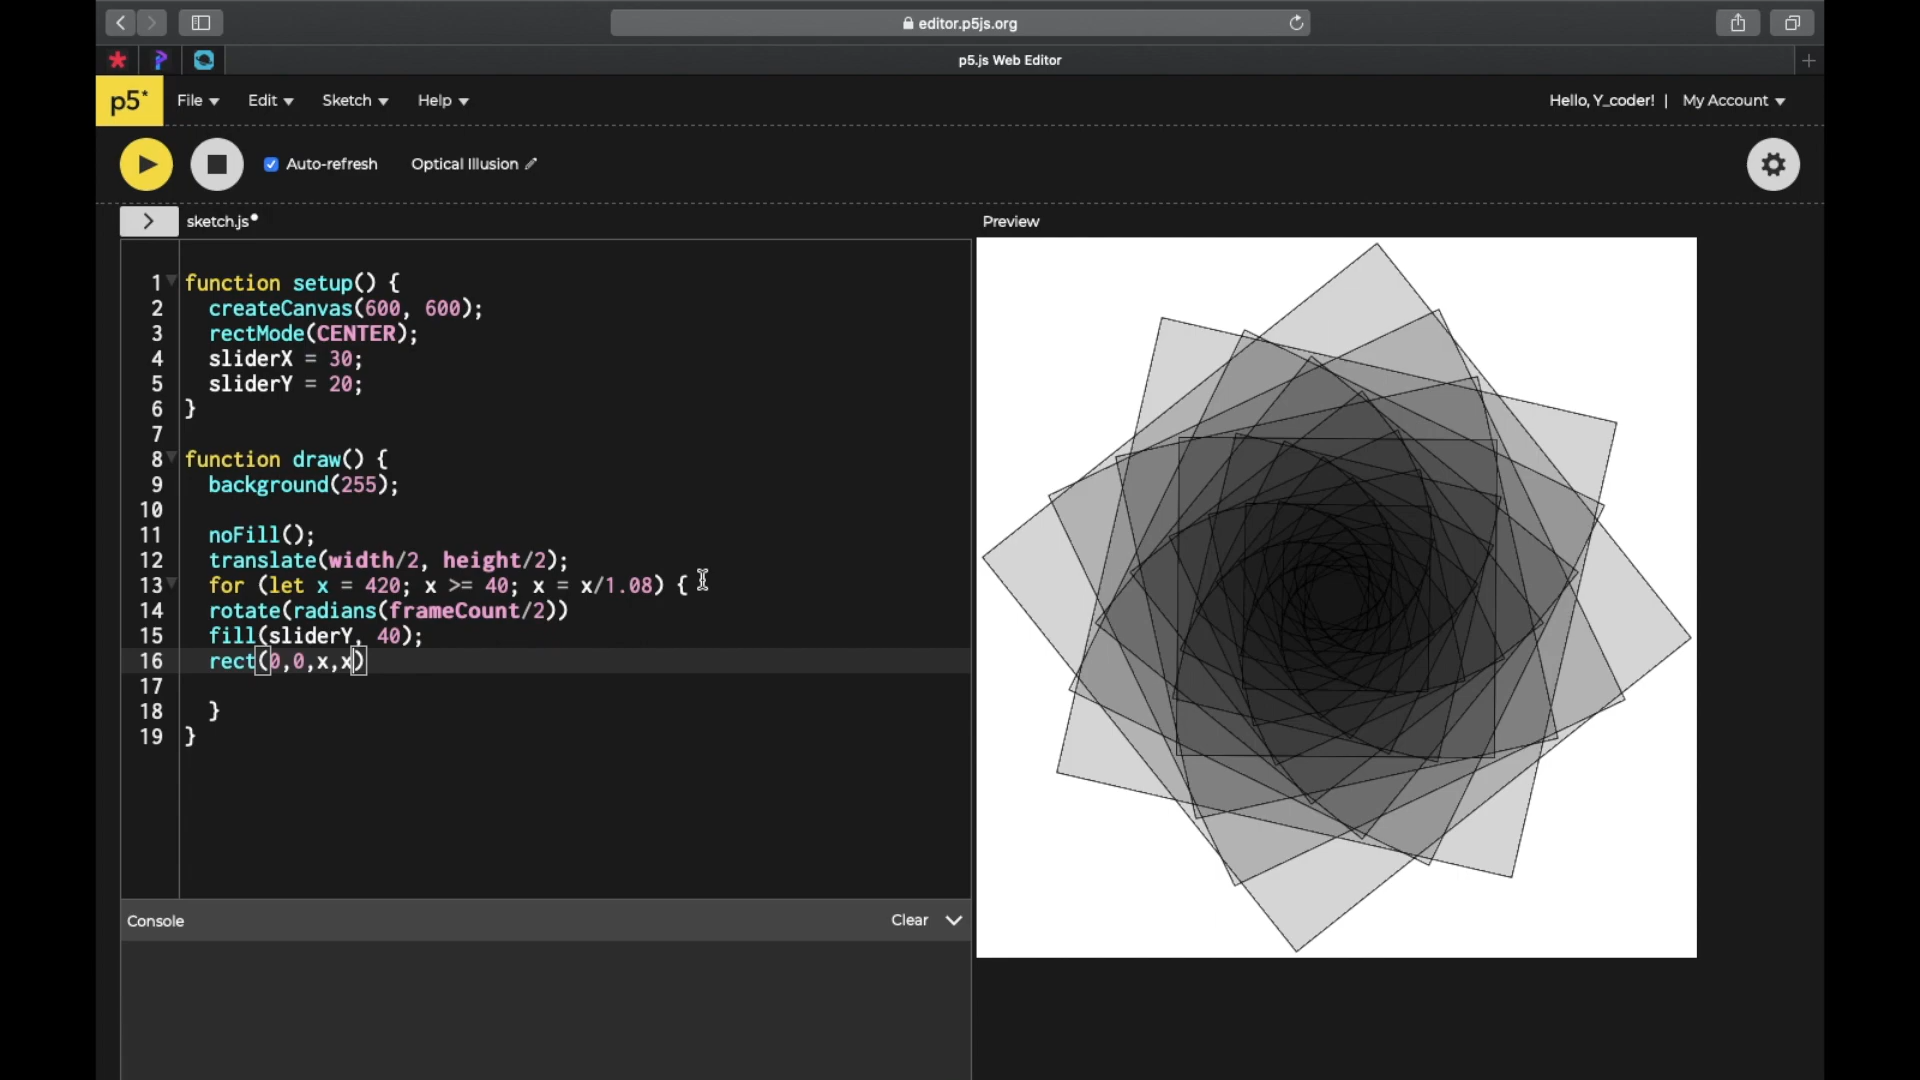 editor.p5js.org
p5.js Web Editor
p5* File Edit Sketch Help Hello, Y_coder! | My Account
Auto-refresh Optical Illusion
> sketch.js Preview
1 function setup() {
2 createCanvas(600, 600);
3 rectMode(CENTER);
4 sliderX = 30;
5 sliderY = 20;
6 }
7
8 function draw() {
9 background(255);
10
11 noFill();
12 translate(width/2, height/2);
13 for (let x = 420; x >= 40; x = x/1.08) {
14 rotate(radians(frameCount/2))
15 fill(sliderY, 40);
16 rect(0,0,x,x)
17
18 }
19 }
Console Clear